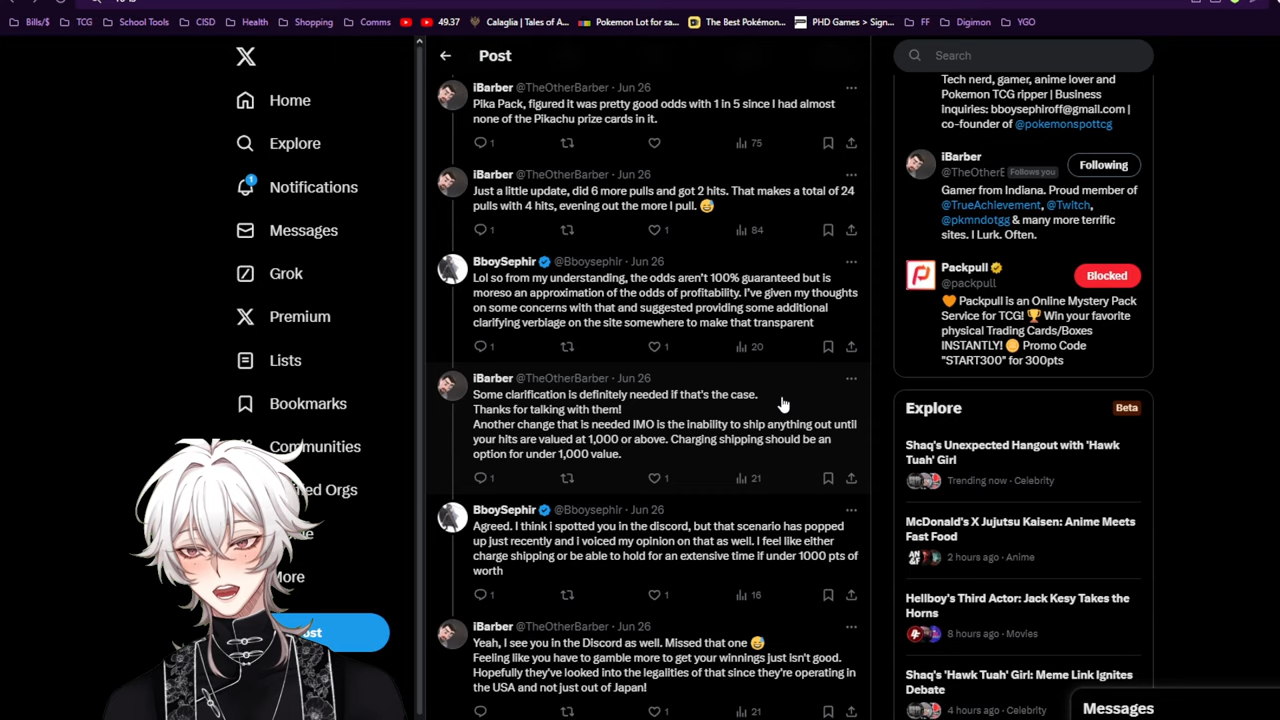 Bills/$
TCG
School Tools
CISD
Health
Shopping
Comms
49.37
Calaglia | Tales of A...
Pokemon Lot for sa...
The Best Pokémon...
PHD Games > Sign...
FF
Digimon
YGO
Home
Explore
Notifications
1
Messages
Grok
Premium
Lists
Bookmarks
Communities
Orgs
More
Post
iBarber @TheOtherBarber · Jun 26
Pika Pack, figured it was pretty good odds with 1 in 5 since I had almost
none of the Pikachu prize cards in it.
1
75
iBarber @TheOtherBarber · Jun 26
Just a little update, did 6 more pulls and got 2 hits. That makes a total of 24
pulls with 4 hits, evening out the more I pull. 😅
1
1
84
BboySephir @Bboysephir · Jun 26
Lol so from my understanding, the odds aren't 100% guaranteed but is
moreso an approximation of the odds of profitability. I've given my thoughts
on some concerns with that and suggested providing some additional
clarifying verbiage on the site somewhere to make that transparent
1
1
20
iBarber @TheOtherBarber · Jun 26
Some clarification is definitely needed if that's the case.
Thanks for talking with them!
Another change that is needed IMO is the inability to ship anything out until
your hits are valued at 1,000 or above. Charging shipping should be an
option for under 1,000 value.
1
1
21
BboySephir @Bboysephir · Jun 26
Agreed. I think i spotted you in the discord, but that scenario has popped
up just recently and i voiced my opinion on that as well. I feel like either
charge shipping or be able to hold for an extensive time if under 1000 pts of
worth
1
1
16
iBarber @TheOtherBarber · Jun 26
Yeah, I see you in the Discord as well. Missed that one 😅
Feeling like you have to gamble more to get your winnings just isn't good.
Hopefully they've looked into the legalities of that since they're operating in
the USA and not just out of Japan!
1
21
Search
Tech nerd, gamer, anime lover and
Pokemon TCG ripper | Business
inquiries: bboysephiroff@gmail.com |
co-founder of @pokemonspottcg
iBarber
@TheOtherE Follows you
Following
Gamer from Indiana. Proud member of
@TrueAchievement, @Twitch,
@pkmndotgg & many more terrific
sites. I Lurk. Often.
Packpull
@packpull
Blocked
🧡 Packpull is an Online Mystery Pack
Service for TCG! 🏆 Win your favorite
physical Trading Cards/Boxes
INSTANTLY! 🪙 Promo Code
"START300" for 300pts
Explore
Beta
Shaq's Unexpected Hangout with 'Hawk
Tuah' Girl
Trending now · Celebrity
McDonald's X Jujutsu Kaisen: Anime Meets
Fast Food
2 hours ago · Anime
Hellboy's Third Actor: Jack Kesy Takes the
Horns
8 hours ago · Movies
Shaq's 'Hawk Tuah' Girl: Meme Link Ignites
Debate
4 hours ago · Celebrity
Messages